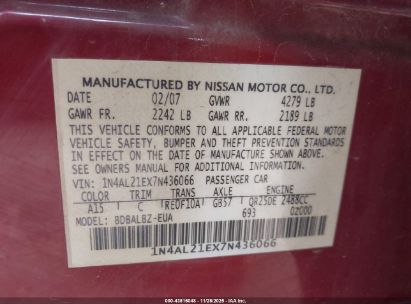 MANUFACTURED BY NISSAN MOTOR CO., LTD.
DATE 02/07 GVWR 4279 LB
GAWR FR. 2242 LB GAWR RR. 2189 LB
THIS VEHICLE CONFORMS TO ALL APPLICABLE FEDERAL MOTOR
VEHICLE SAFETY, BUMPER AND THEFT PREVENTION STANDARDS
IN EFFECT ON THE DATE OF MANUFACTURE SHOWN ABOVE.
SEE OWNERS MANUAL FOR ADDITIONAL INFORMATION.
VIN: 1N4AL21EX7N436066 PASSENGER CAR
COLOR TRIM TRANS AXLE ENGINE
A15 C RE0F10A GB57 QR25DE 2488CC
MODEL: BDBALBZ-EUA 693 0Z000
1N4AL21EX7N436066